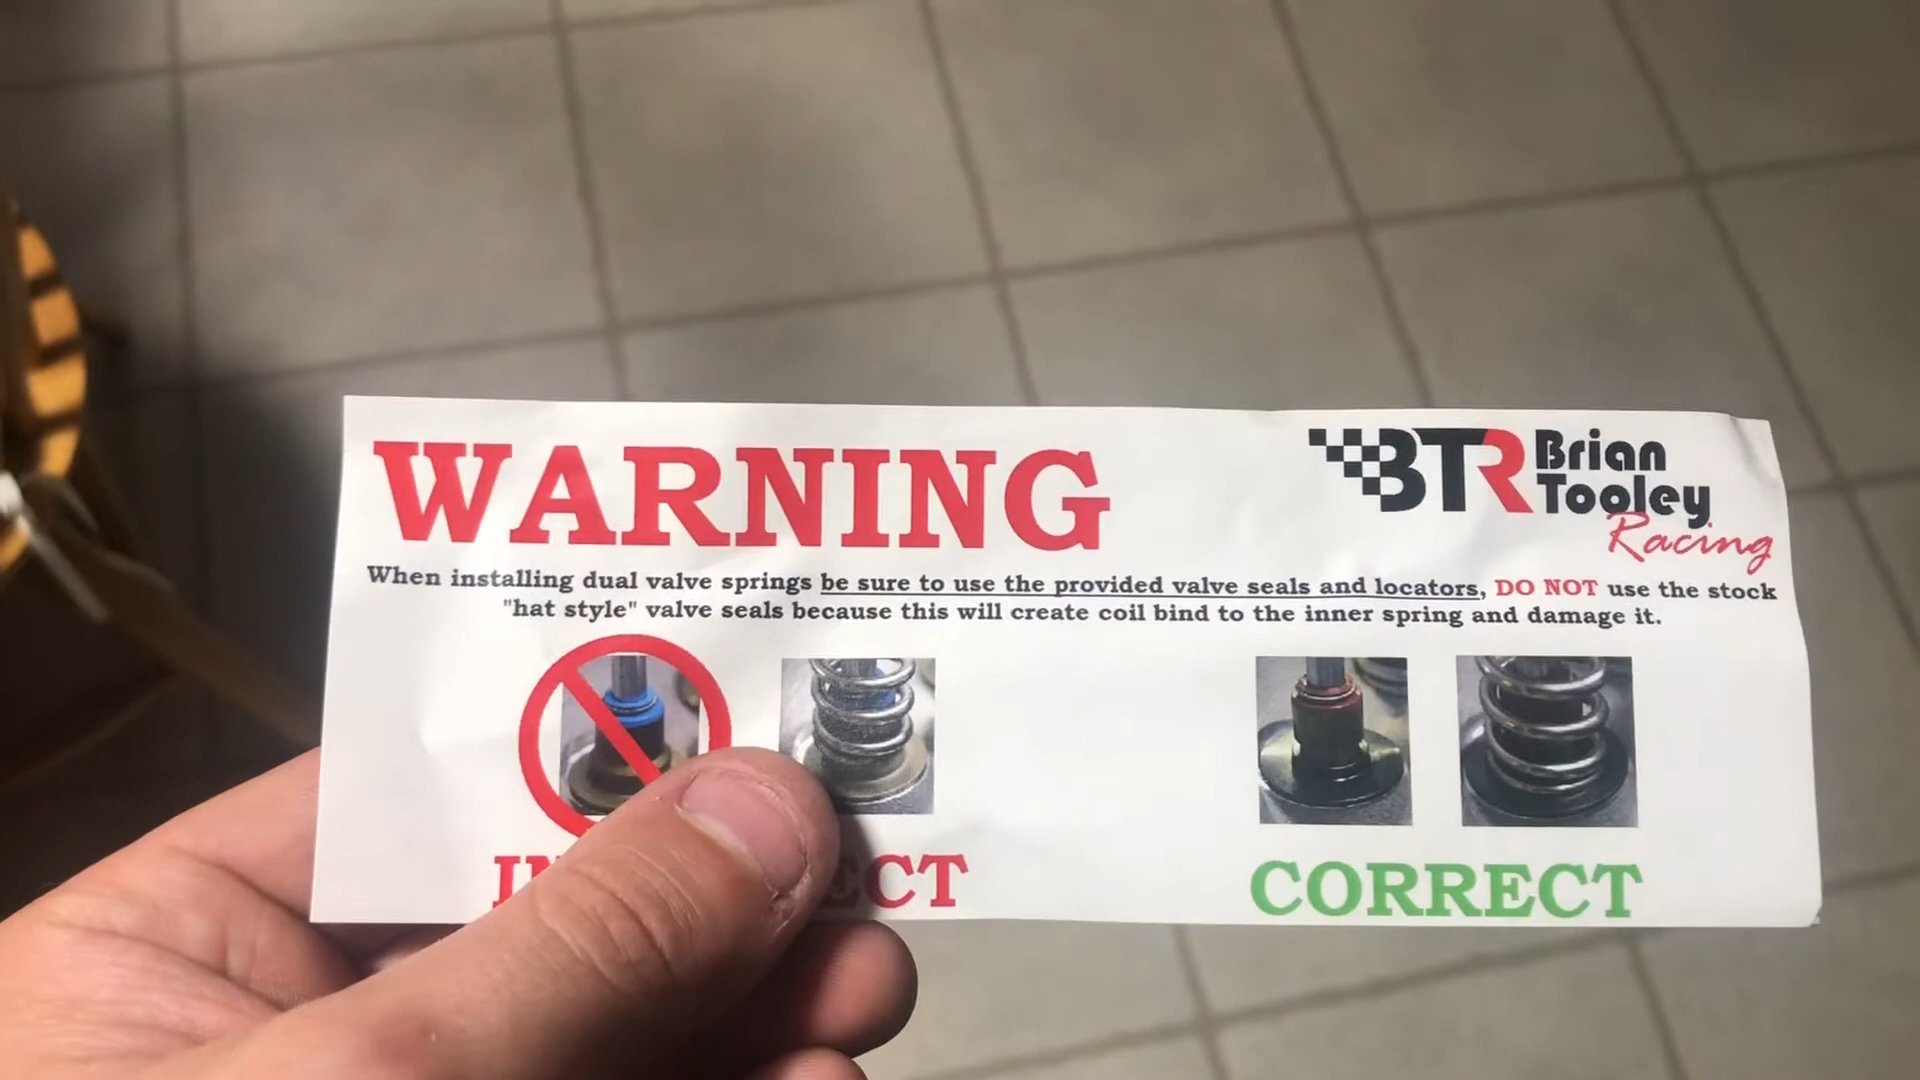 WARNING
BTR Brian
Tooley
Racing
When installing dual valve springs be sure to use the provided valve seals and locators, DO NOT use the stock
"hat style" valve seals because this will create coil bind to the inner spring and damage it.
CORRECT